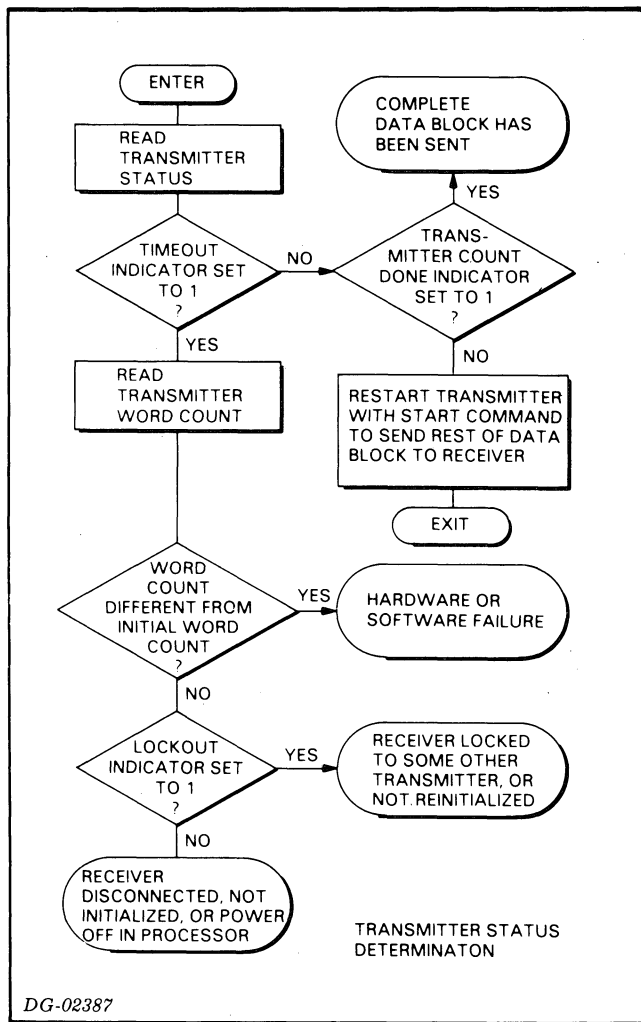 ENTER
READ
TRANSMITTER
STATUS
TIMEOUT
INDICATOR SET
TO 1
?
NO
YES
TRANS-
MITTER COUNT
DONE INDICATOR
SET TO 1
?
YES
COMPLETE
DATA BLOCK HAS
BEEN SENT
NO
RESTART TRANSMITTER
WITH START COMMAND
TO SEND REST OF DATA
BLOCK TO RECEIVER
EXIT
READ
TRANSMITTER
WORD COUNT
WORD
COUNT
DIFFERENT FROM
INITIAL WORD
COUNT
?
YES
HARDWARE OR
SOFTWARE FAILURE
NO
LOCKOUT
INDICATOR SET
TO 1
?
YES
RECEIVER LOCKED
TO SOME OTHER
TRANSMITTER, OR
NOT REINITIALIZED
NO
RECEIVER
DISCONNECTED, NOT
INITIALIZED, OR POWER
OFF IN PROCESSOR
TRANSMITTER STATUS
DETERMINATON
DG-02387